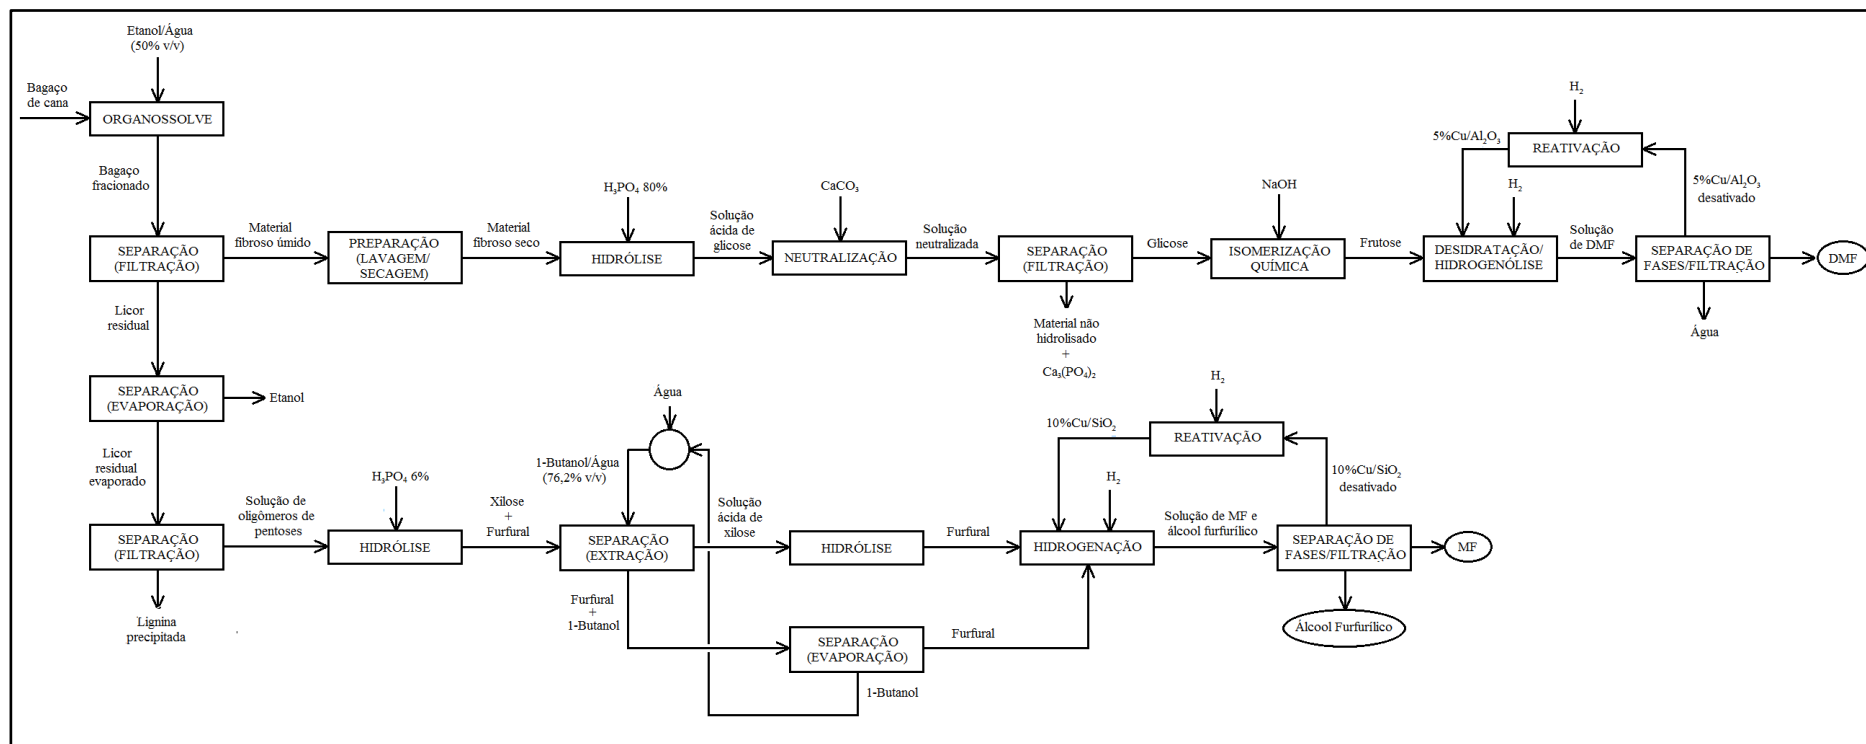 Etanol/Água
(50% v/v)
Bagaço
de cana
ORGANOSSOLVE
Bagaço
fracionado
SEPARAÇÃO
(FILTRAÇÃO)
Material
fibroso úmido
PREPARAÇÃO
(LAVAGEM/
SECAGEM)
Material
fibroso seco
H₃PO₄ 80%
HIDRÓLISE
Solução
ácida de
glicose
CaCO₃
NEUTRALIZAÇÃO
Solução
neutralizada
SEPARAÇÃO
(FILTRAÇÃO)
Material não
hidrolisado
+
Ca₃(PO₄)₂
Glicose
NaOH
ISOMERIZAÇÃO
QUÍMICA
Frutose
H₂
REATIVAÇÃO
5%Cu/Al₂O₃
H₂
5%Cu/Al₂O₃
desativado
DESIDRATAÇÃO/
HIDROGENÓLISE
Solução
de DMF
SEPARAÇÃO DE
FASES/FILTRAÇÃO
DMF
Água
Licor
residual
SEPARAÇÃO
(EVAPORAÇÃO)
Etanol
Licor
residual
evaporado
SEPARAÇÃO
(FILTRAÇÃO)
Lignina
precipitada
Solução de
oligômeros de
pentoses
H₃PO₄ 6%
HIDRÓLISE
Xilose
+
Furfural
Água
1-Butanol/Água
(76,2% v/v)
SEPARAÇÃO
(EXTRAÇÃO)
Solução
ácida de
xilose
HIDRÓLISE
Furfural
Furfural
+
1-Butanol
SEPARAÇÃO
(EVAPORAÇÃO)
Furfural
1-Butanol
H₂
REATIVAÇÃO
10%Cu/SiO₂
H₂
10%Cu/SiO₂
desativado
HIDROGENAÇÃO
Solução de MF e
álcool furfurílico
SEPARAÇÃO DE
FASES/FILTRAÇÃO
MF
Álcool Furfurílico